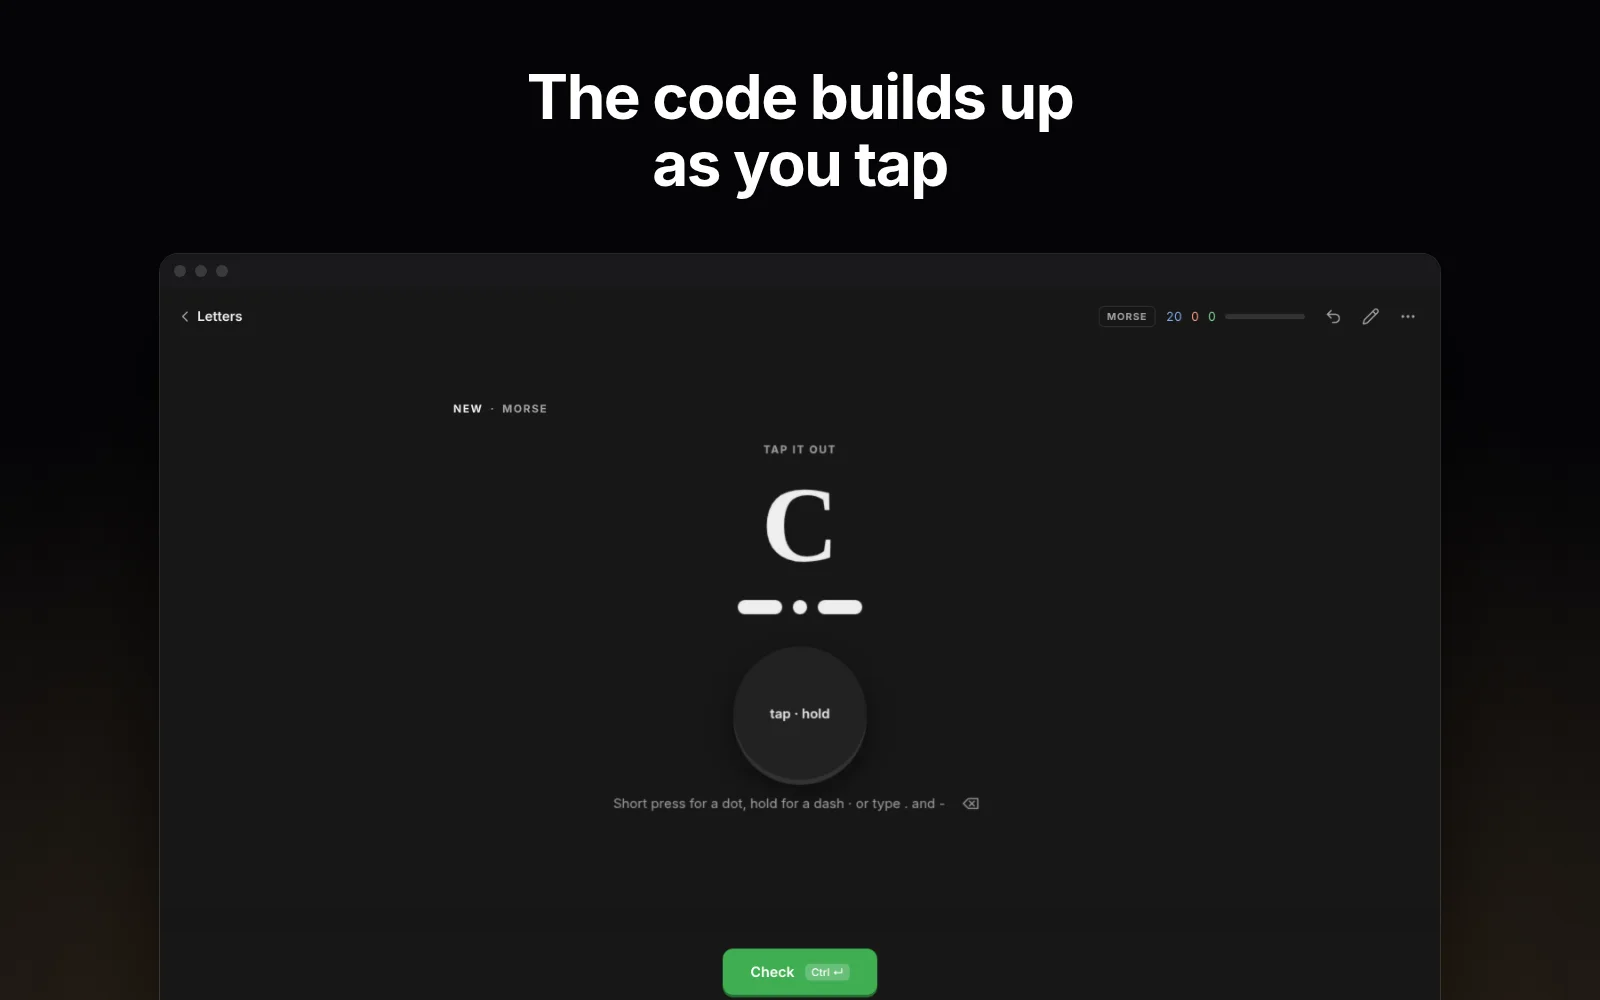 The code builds up
as you tap
Letters
MORSE 20 0 0
NEW · MORSE
TAP IT OUT
C
tap · hold
Short press for a dot, hold for a dash · or type . and -
Check Ctrl ↵